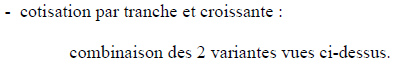 - cotisation par tranche et croissante :
combinaison des 2 variantes vues ci-dessus.